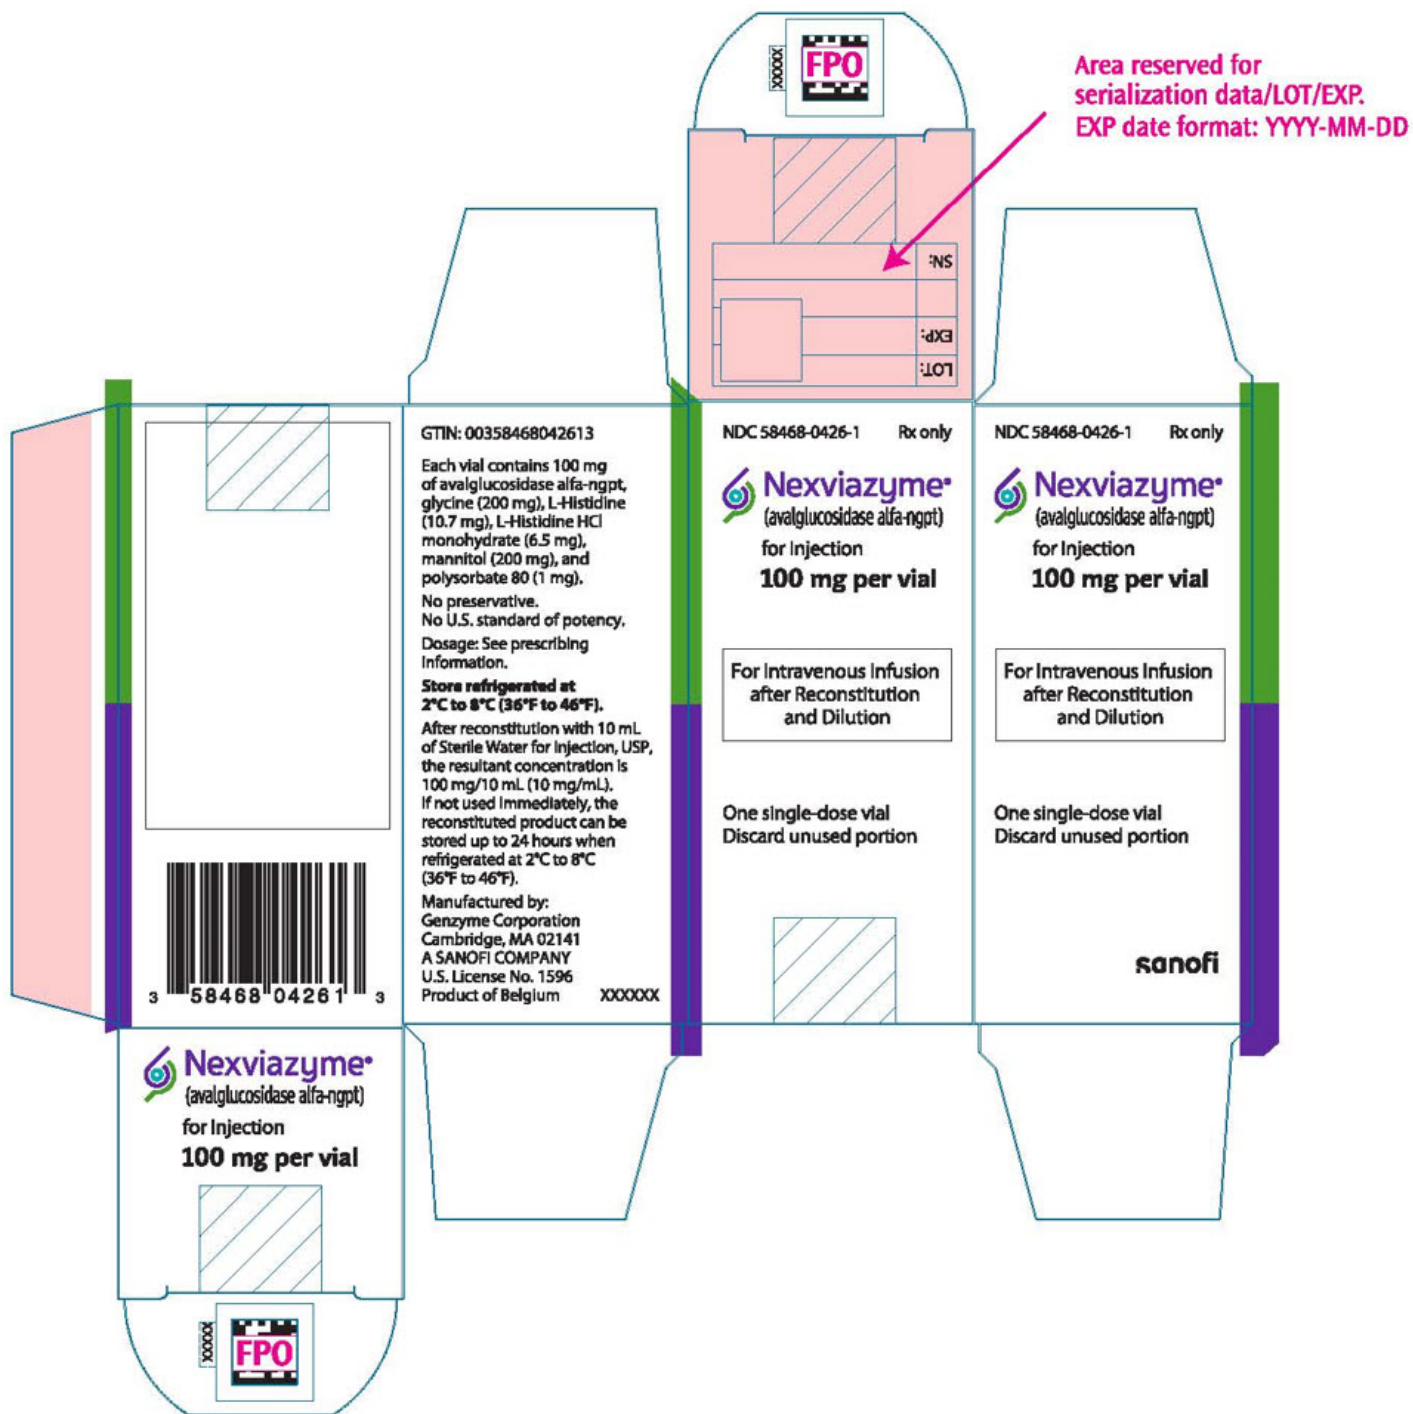 XXXXX
FPO
Area reserved for
serialization data/LOT/EXP.
EXP date format: YYYY-MM-DD
SN:
EXP:
LOT:
GTIN: 00358468042613
Each vial contains 100 mg
of avalglucosidase alfa-ngpt,
glycine (200 mg), L-Histidine
(10.7 mg), L-Histidine HCl
monohydrate (6.5 mg),
mannitol (200 mg), and
polysorbate 80 (1 mg).
No preservative.
No U.S. standard of potency.
Dosage: See prescribing
information.
Store refrigerated at
2°C to 8°C (36°F to 46°F).
After reconstitution with 10 mL
of Sterile Water for Injection, USP,
the resultant concentration is
100 mg/10 mL (10 mg/mL).
If not used immediately, the
reconstituted product can be
stored up to 24 hours when
refrigerated at 2°C to 8°C
(36°F to 46°F).
Manufactured by:
Genzyme Corporation
Cambridge, MA 02141
A SANOFI COMPANY
U.S. License No. 1596
Product of Belgium XXXXXX
NDC 58468-0426-1 Rx only
Nexviazyme®
(avalglucosidase alfa-ngpt)
for Injection
100 mg per vial
For Intravenous Infusion
after Reconstitution
and Dilution
One single-dose vial
Discard unused portion
NDC 58468-0426-1 Rx only
Nexviazyme®
(avalglucosidase alfa-ngpt)
for Injection
100 mg per vial
For Intravenous Infusion
after Reconstitution
and Dilution
One single-dose vial
Discard unused portion
sanofi
3 58468 04261 3
Nexviazyme®
(avalglucosidase alfa-ngpt)
for Injection
100 mg per vial
XXXXX
FPO